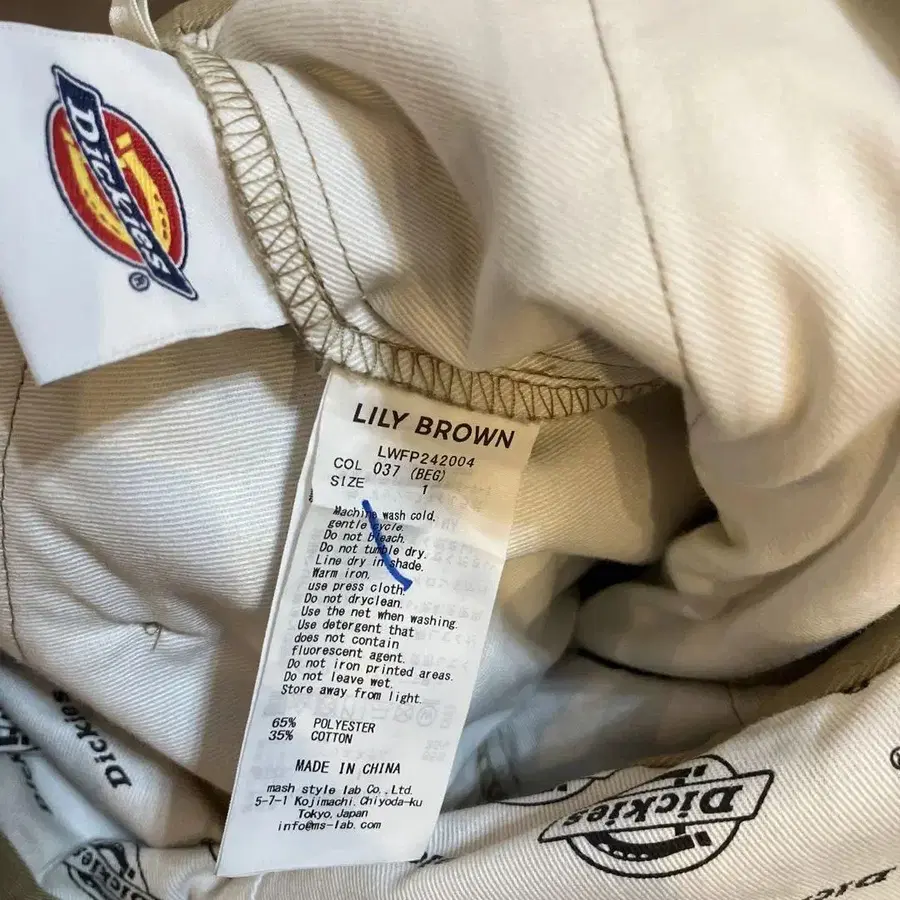 Dickies
®
LILY BROWN
LWFP242004
COL 037 (BEG)
SIZE 1
Machine wash cold,
gentle cycle.
Do not bleach.
Do not tumble dry.
Line dry in shade.
Warm iron,
use press cloth.
Do not dryclean.
Use the net when washing.
Use detergent that
does not contain
fluorescent agent.
Do not iron printed areas.
Do not leave wet.
Store away from light.
65% POLYESTER
35% COTTON
MADE IN CHINA
mash style lab Co., Ltd.
5-7-1 Kojimachi, Chiyoda-ku
Tokyo, Japan
info@ms-lab.com
Dickies
Dickies
®
Dickies